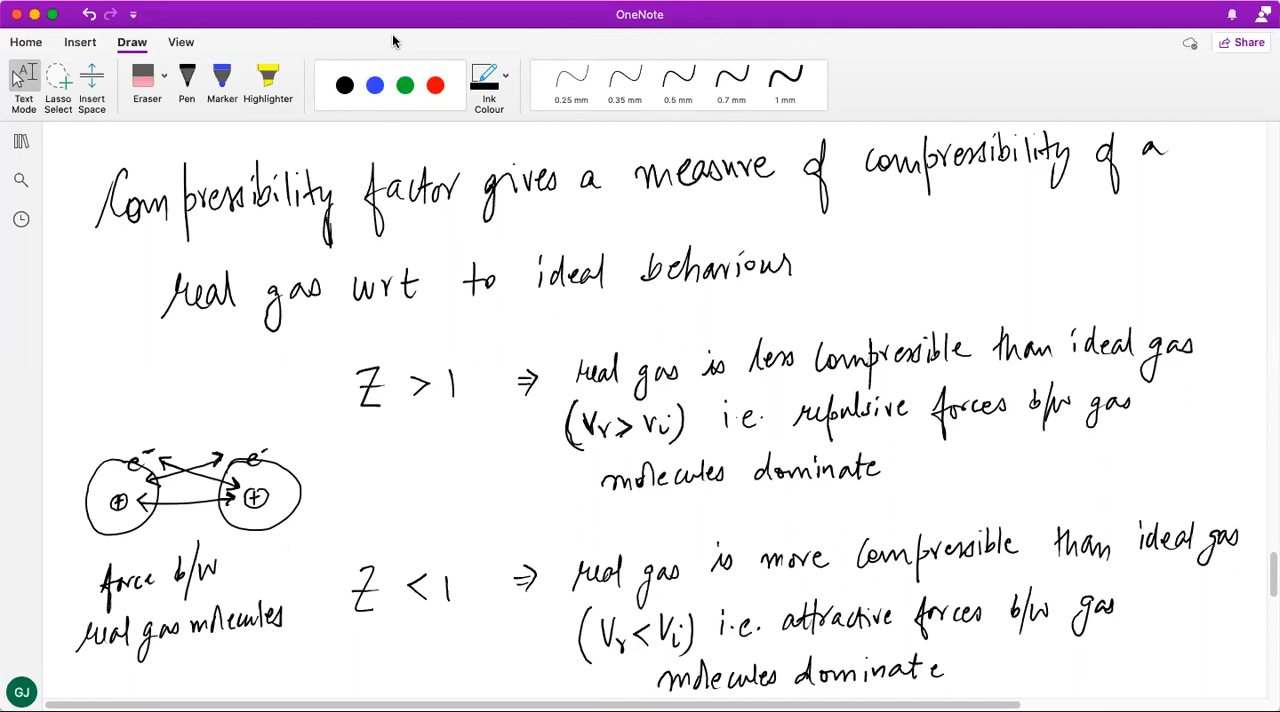 OneNote
Home Insert Draw View Share
Text Mode
Lasso Select
Insert Space
Eraser
Pen
Marker
Highlighter
Ink Colour
0.25 mm 0.35 mm 0.5 mm 0.7 mm 1 mm
Compressibility factor gives a measure of compressibility of a
real gas wrt to ideal behaviour
Z > 1 ⇒ real gas is less compressible than ideal gas
(Vr > Vi) i.e. repulsive forces b/w gas
molecules dominate
e- e-
+ +
force b/w
real gas molecules
Z < 1 ⇒ real gas is more compressible than ideal gas
(Vr < Vi) i.e. attractive forces b/w gas
molecules dominate
GJ